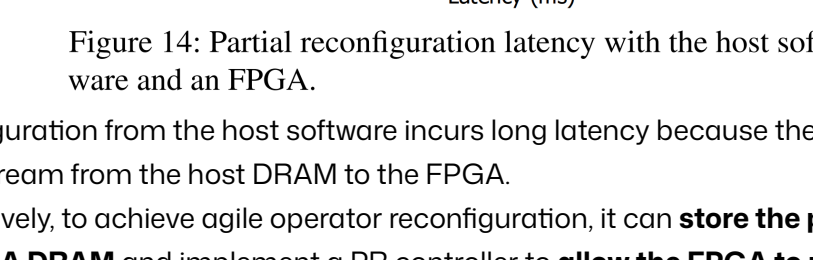 Latency (ms)
Figure 14: Partial reconfiguration latency with the host sof
ware and an FPGA.
guration from the host software incurs long latency because the
ream from the host DRAM to the FPGA.
vely, to achieve agile operator reconfiguration, it can store the p
A DRAM and implement a PR controller to allow the FPGA to